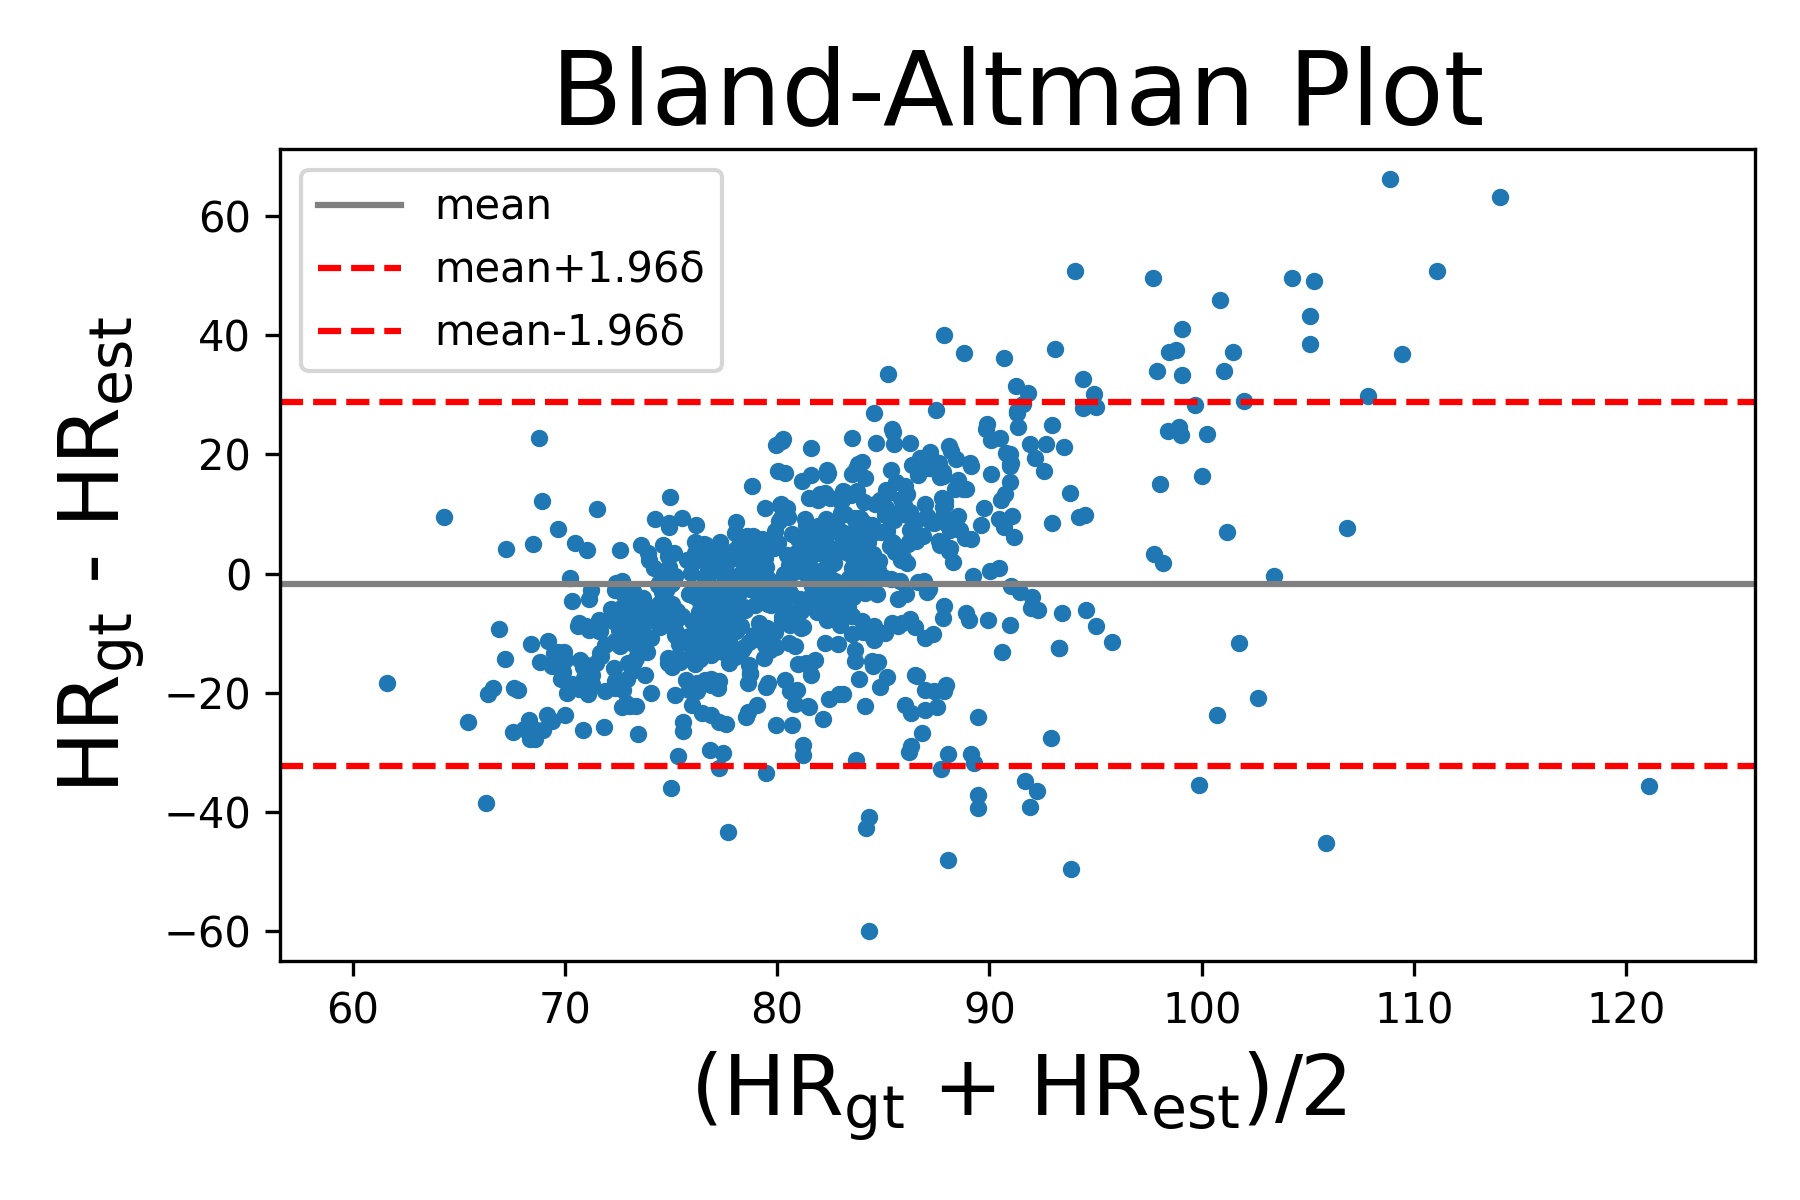 Bland-Altman Plot
mean
mean+1.96δ
mean-1.96δ
HRgt - HRest
60
40
20
0
−20
−40
−60
60 70 80 90 100 110 120
(HRgt + HRest)/2